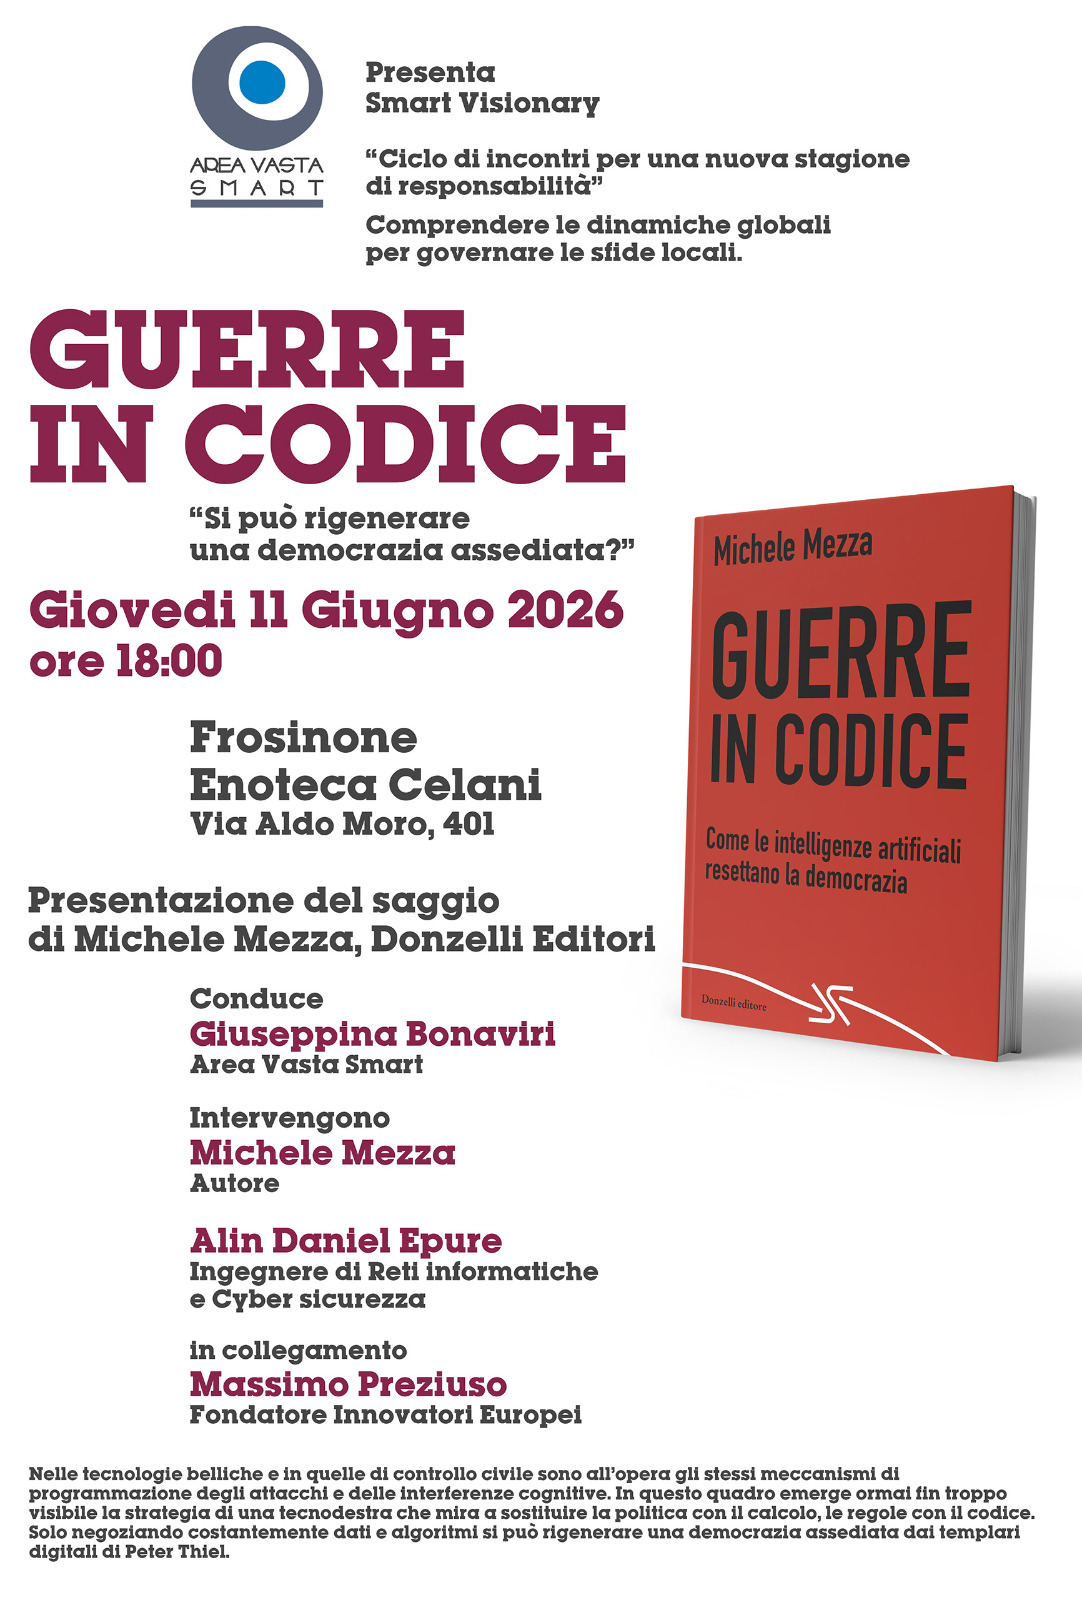 AREA VASTA
SMART
Presenta
Smart Visionary
“Ciclo di incontri per una nuova stagione
di responsabilità”
Comprendere le dinamiche globali
per governare le sfide locali.
GUERRE
IN CODICE
“Si può rigenerare
una democrazia assediata?”
Giovedi 11 Giugno 2026
ore 18:00
Frosinone
Enoteca Celani
Via Aldo Moro, 401
Presentazione del saggio
di Michele Mezza, Donzelli Editori
Conduce
Giuseppina Bonaviri
Area Vasta Smart
Intervengono
Michele Mezza
Autore
Alin Daniel Epure
Ingegnere di Reti informatiche
e Cyber sicurezza
in collegamento
Massimo Preziuso
Fondatore Innovatori Europei
Michele Mezza
GUERRE
IN CODICE
Come le intelligenze artificiali
resettano la democrazia
Donzelli editore
Nelle tecnologie belliche e in quelle di controllo civile sono all’opera gli stessi meccanismi di
programmazione degli attacchi e delle interferenze cognitive. In questo quadro emerge ormai fin troppo
visibile la strategia di una tecnodestra che mira a sostituire la politica con il calcolo, le regole con il codice.
Solo negoziando costantemente dati e algoritmi si può rigenerare una democrazia assediata dai templari
digitali di Peter Thiel.